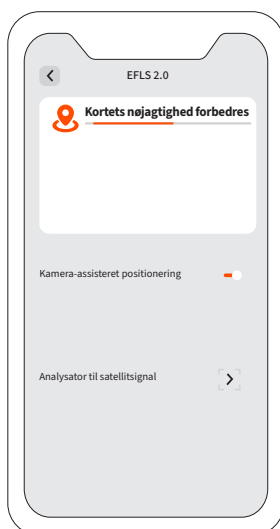 EFLS 2.0
Kortets nøjagtighed forbedres
Kamera-assisteret positionering
Analysator til satellitsignal